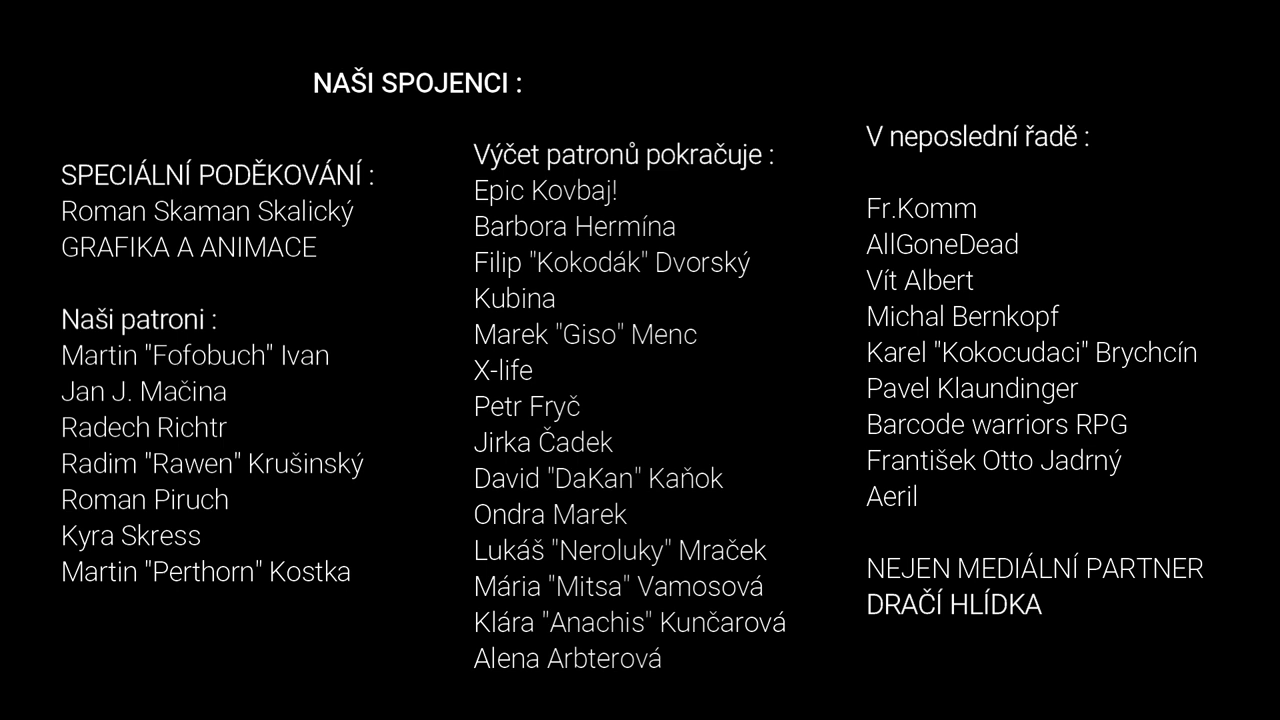 NAŠI SPOJENCI :
SPECIÁLNÍ PODĚKOVÁNÍ :
Roman Skaman Skalický
GRAFIKA A ANIMACE
Naši patroni :
Martin "Fofobuch" Ivan
Jan J. Mačina
Radech Richtr
Radim "Rawen" Krušinský
Roman Piruch
Kyra Skress
Martin "Perthorn" Kostka
Výčet patronů pokračuje :
Epic Kovbaj!
Barbora Hermína
Filip "Kokodák" Dvorský
Kubina
Marek "Giso" Menc
X-life
Petr Fryč
Jirka Čadek
David "DaKan" Kaňok
Ondra Marek
Lukáš "Neroluky" Mraček
Mária "Mitsa" Vamosová
Klára "Anachis" Kunčarová
Alena Arbterová
V neposlední řadě :
Fr.Komm
AllGoneDead
Vít Albert
Michal Bernkopf
Karel "Kokocudaci" Brychcín
Pavel Klaundinger
Barcode warriors RPG
František Otto Jadrný
Aeril
NEJEN MEDIÁLNÍ PARTNER
DRAČÍ HLÍDKA